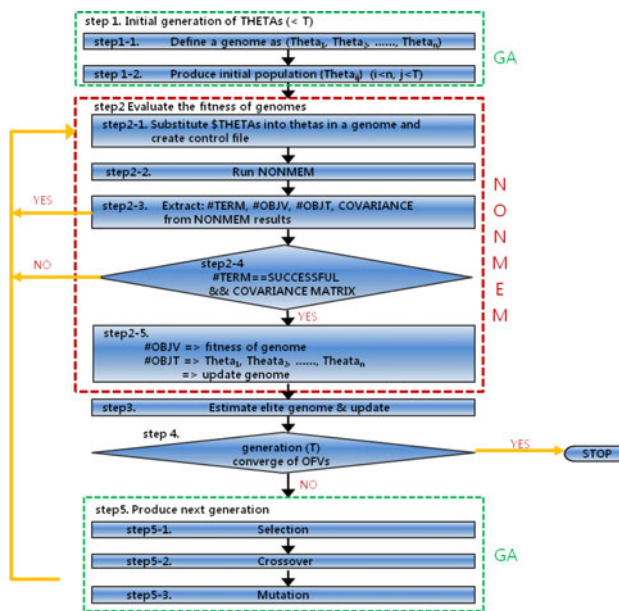 step 1. Initial generation of THETAs (< T)
step1-1. Define a genome as (Theta1, Theta2, ......, Thetan)
step 1-2. Produce initial population (Thetaij) (i<n, j<T)
GA
step2 Evaluate the fitness of genomes
step2-1. Substitute $THETAs into thetas in a genome and
create control file
step2-2. Run NONMEM
YES
step2-3. Extract: #TERM, #OBJV, #OBJT, COVARIANCE
from NONMEM results
NO
step2-4
#TERM==SUCCESSFUL
&& COVARIANCE MATRIX
YES
step2-5.
#OBJV => fitness of genome
#OBJT => Theta1, Theata2, ......, Theatan
=> update genome
NONMEM
step3. Estimate elite genome & update
step 4.
generation (T)
converge of OFVs
YES
STOP
NO
step5. Produce next generation
step5-1. Selection
step5-2. Crossover
step5-3. Mutation
GA